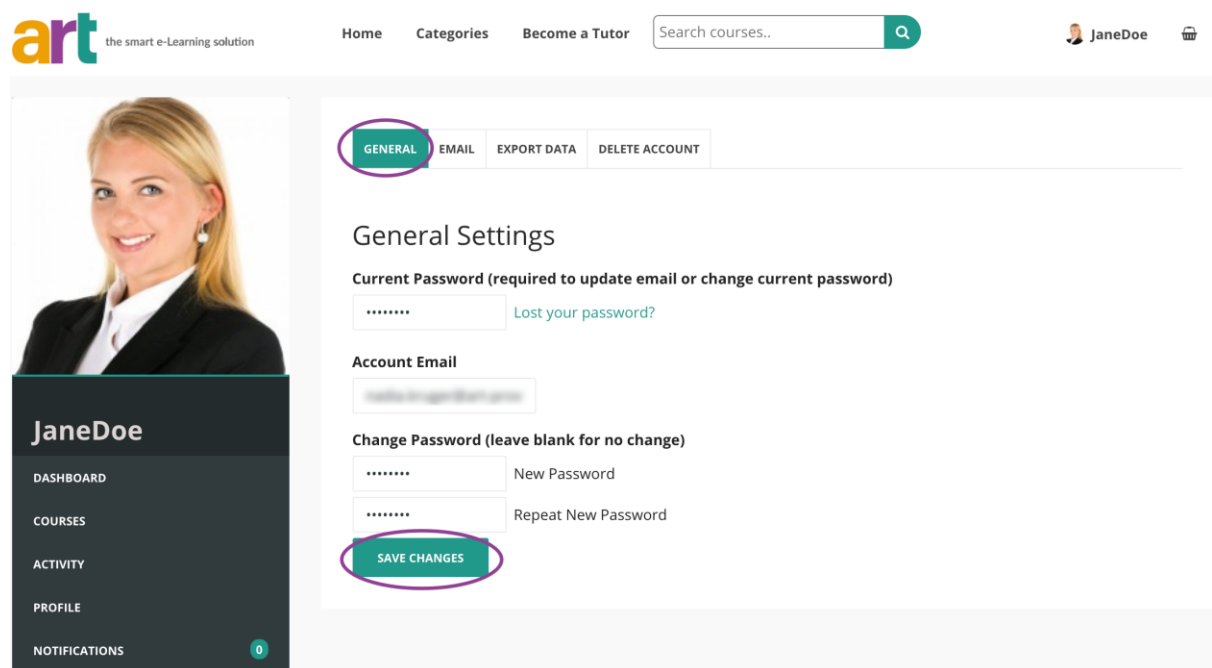 art the smart e-Learning solution
Home Categories Become a Tutor Search courses.. JaneDoe
GENERAL EMAIL EXPORT DATA DELETE ACCOUNT
General Settings
Current Password (required to update email or change current password)
•••••••• Lost your password?
Account Email
Change Password (leave blank for no change)
•••••••• New Password
•••••••• Repeat New Password
SAVE CHANGES
JaneDoe
DASHBOARD
COURSES
ACTIVITY
PROFILE
NOTIFICATIONS 0